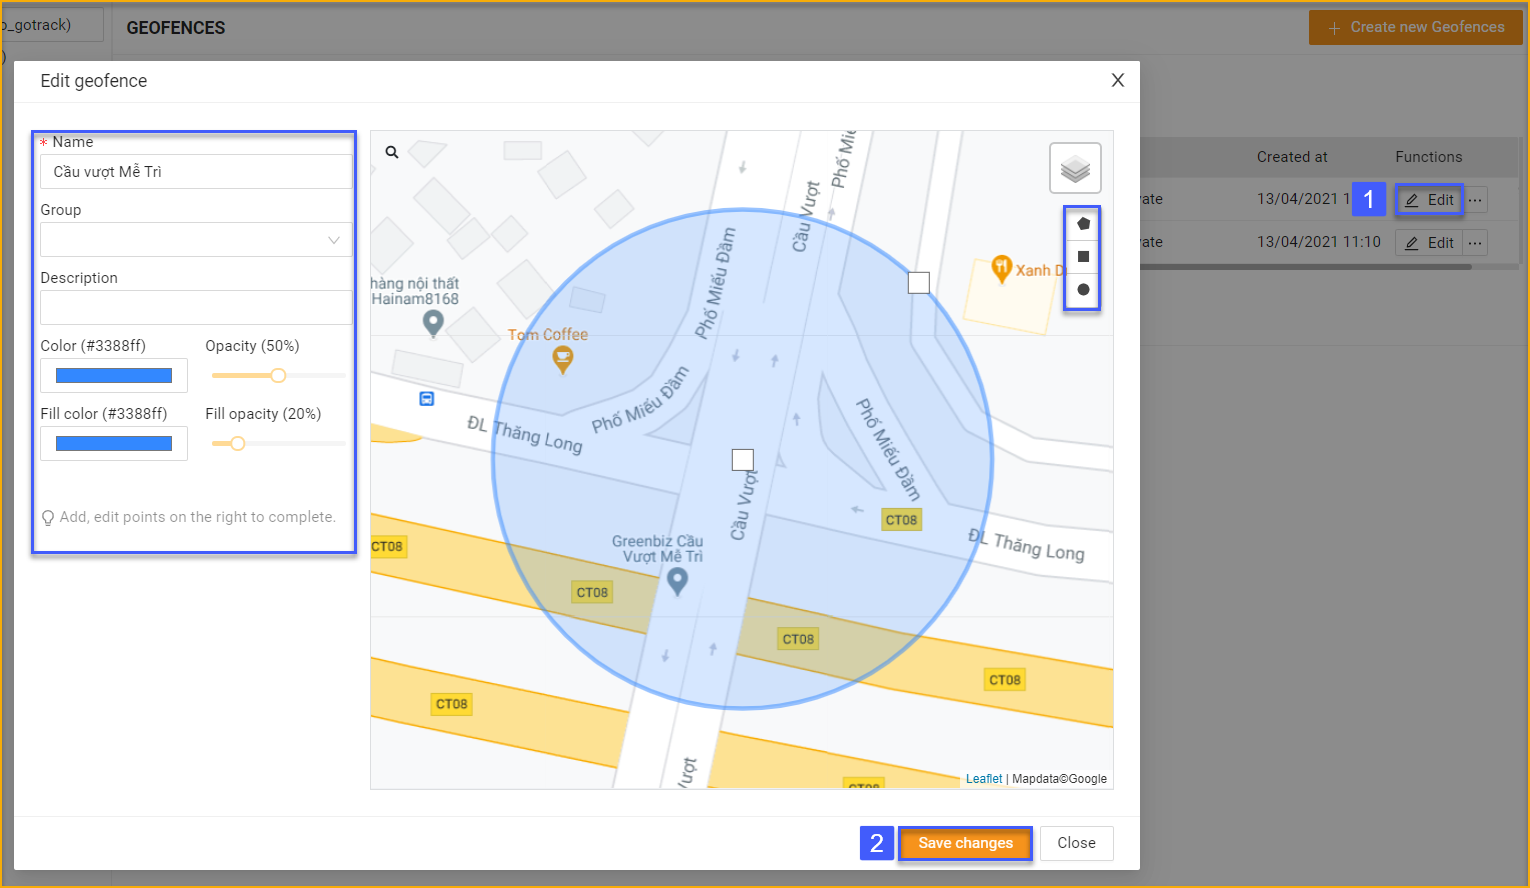 o_gotrack)
GEOFENCES
+ Create new Geofences
)
Edit geofence
X
* Name
Cầu vượt Mễ Trì
Group
Description
Color (#3388ff)
Opacity (50%)
Fill color (#3388ff)
Fill opacity (20%)
Add, edit points on the right to complete.
Phố Miế
Cầu Vượt
Phố Miếu Đầm
hàng nội thất
Hainam8168
Tom Coffee
Xanh D
Phố Miếu Đầm
ĐL Thăng Long
Phố Miếu Đầm
Cầu Vượt
CT08
ĐL Thăng Long
Greenbiz Cầu
Vượt Mễ Trì
CT08
CT08
CT08
CT08
CT08
Vượt
CT08
Leaflet | Mapdata©Google
Created at
Functions
vate
13/04/2021 1
1
Edit
...
vate
13/04/2021 11:10
Edit
...
2
Save changes
Close